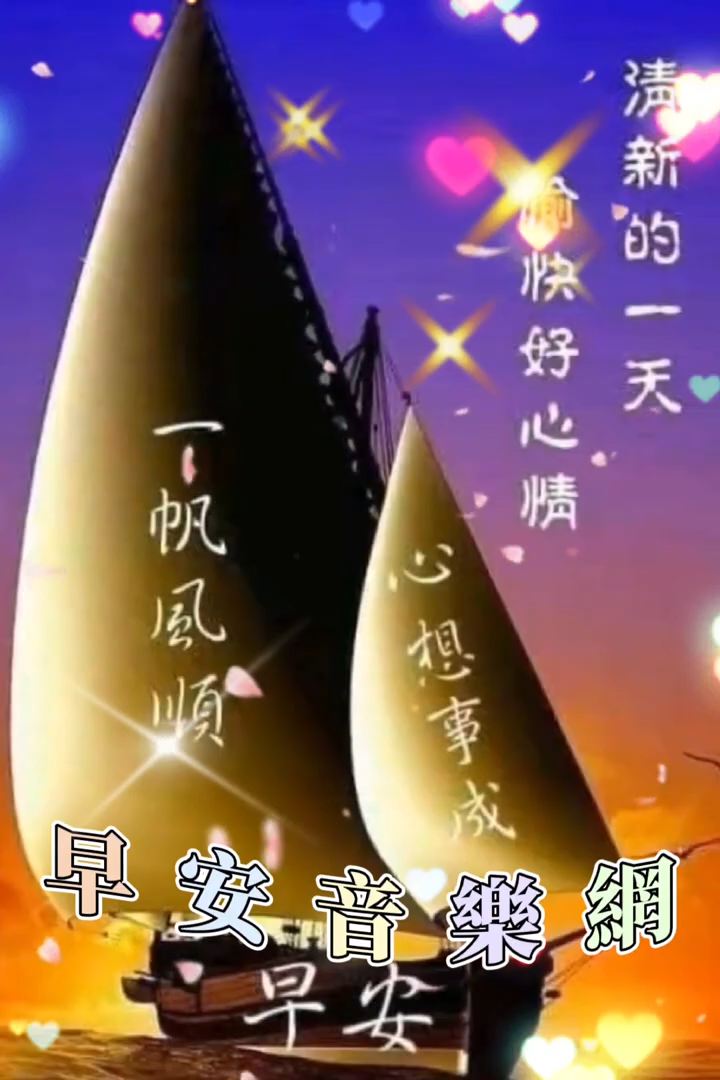 清新的一天
愉快好心情
一帆風順
心想事成
早安音樂網
早安